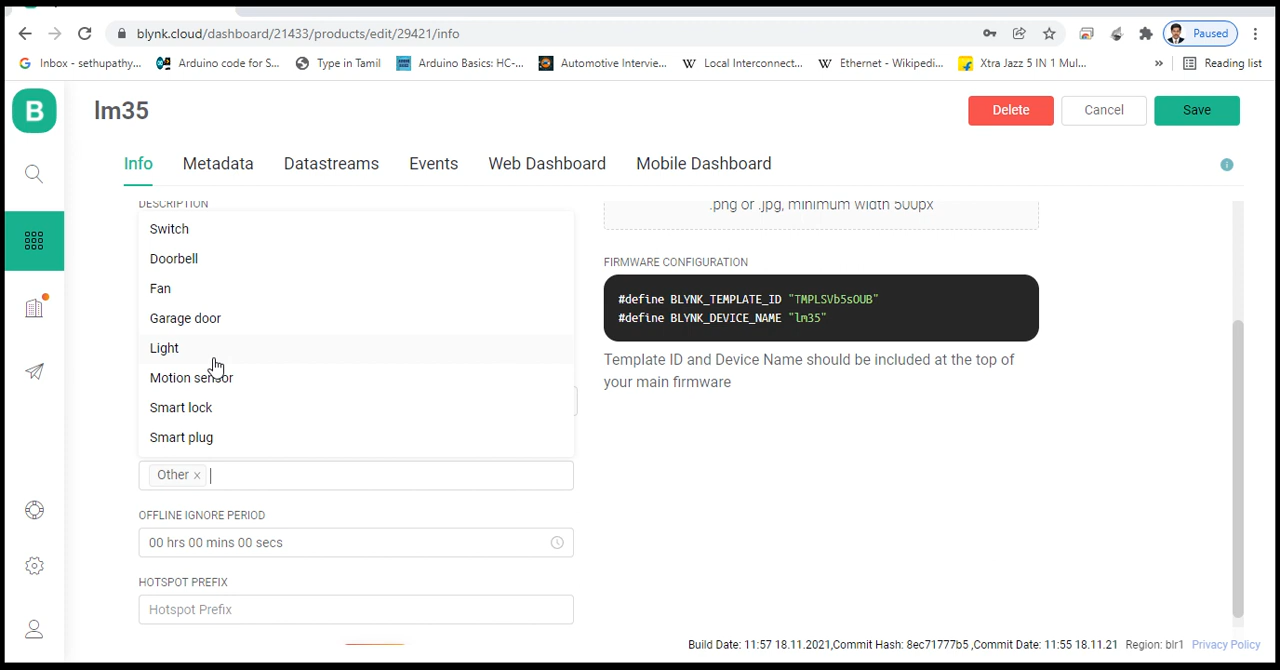 blynk.cloud/dashboard/21433/products/edit/29421/info
Paused
Inbox - sethupathy...
Arduino code for S...
Type in Tamil
Arduino Basics: HC-...
Automotive Intervie...
Local Interconnect...
Ethernet - Wikipedi...
Xtra Jazz 5 IN 1 Mul...
»
Reading list
B
lm35
Delete
Cancel
Save
Info
Metadata
Datastreams
Events
Web Dashboard
Mobile Dashboard
DESCRIPTION
Switch
Doorbell
Fan
Garage door
Light
Motion sensor
Smart lock
Smart plug
Other ×
OFFLINE IGNORE PERIOD
00 hrs 00 mins 00 secs
HOTSPOT PREFIX
Hotspot Prefix
.png or .jpg, minimum width 500px
FIRMWARE CONFIGURATION
#define BLYNK_TEMPLATE_ID "TMPLSVb5sOUB"
#define BLYNK_DEVICE_NAME "lm35"
Template ID and Device Name should be included at the top of
your main firmware
Build Date: 11:57 18.11.2021,Commit Hash: 8ec71777b5 ,Commit Date: 11:55 18.11.21 Region: blr1 Privacy Policy